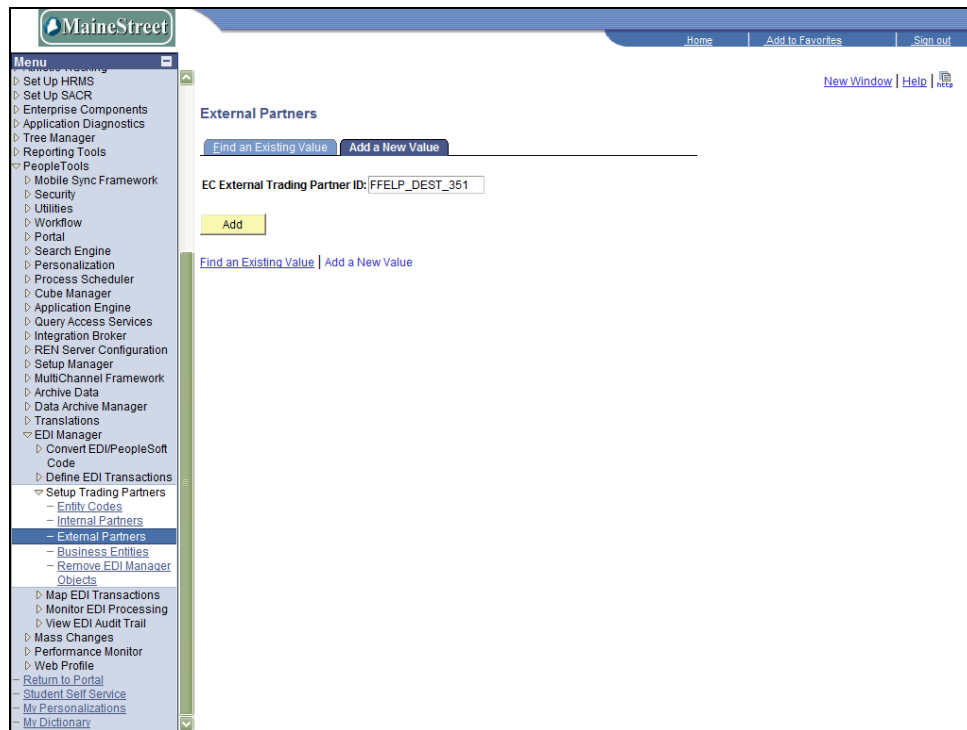 MaineStreet
Home
Add to Favorites
Sign out
Menu
Set Up HRMS
Set Up SACR
Enterprise Components
Application Diagnostics
Tree Manager
Reporting Tools
PeopleTools
Mobile Sync Framework
Security
Utilities
Workflow
Portal
Search Engine
Personalization
Process Scheduler
Cube Manager
Application Engine
Query Access Services
Integration Broker
REN Server Configuration
Setup Manager
MultiChannel Framework
Archive Data
Data Archive Manager
Translations
EDI Manager
Convert EDI/PeopleSoft
Code
Define EDI Transactions
Setup Trading Partners
Entity Codes
Internal Partners
External Partners
Business Entities
Remove EDI Manager
Objects
Map EDI Transactions
Monitor EDI Processing
View EDI Audit Trail
Mass Changes
Performance Monitor
Web Profile
Return to Portal
Student Self Service
My Personalizations
My Dictionary
New Window | Help | http
External Partners
Find an Existing Value
Add a New Value
EC External Trading Partner ID: FFELP_DEST_351
Add
Find an Existing Value | Add a New Value